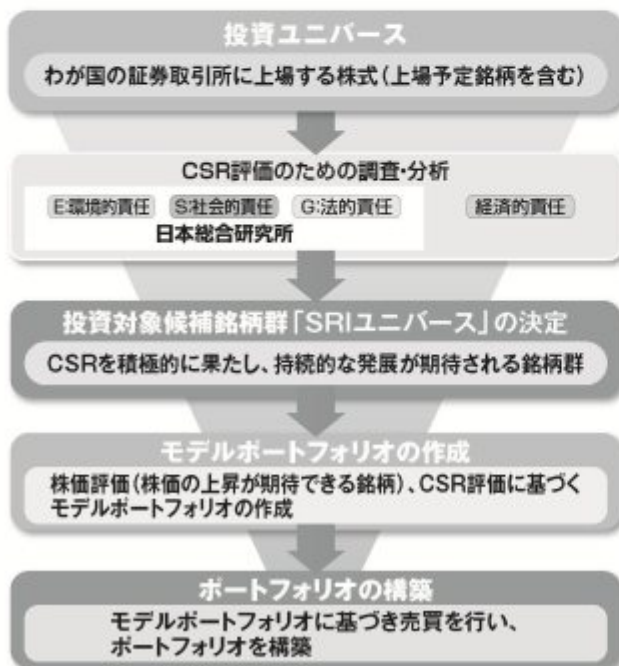 投資ユニバース
わが国の証券取引所に上場する株式(上場予定銘柄を含む)
CSR評価のための調査・分析
E:環境的責任 S:社会的責任 G:法的責任 経済的責任
日本総合研究所
投資対象候補銘柄群「SRIユニバース」の決定
CSRを積極的に果たし、持続的な発展が期待される銘柄群
モデルポートフォリオの作成
株価評価(株価の上昇が期待できる銘柄)、CSR評価に基づく
モデルポートフォリオの作成
ポートフォリオの構築
モデルポートフォリオに基づき売買を行い、
ポートフォリオを構築